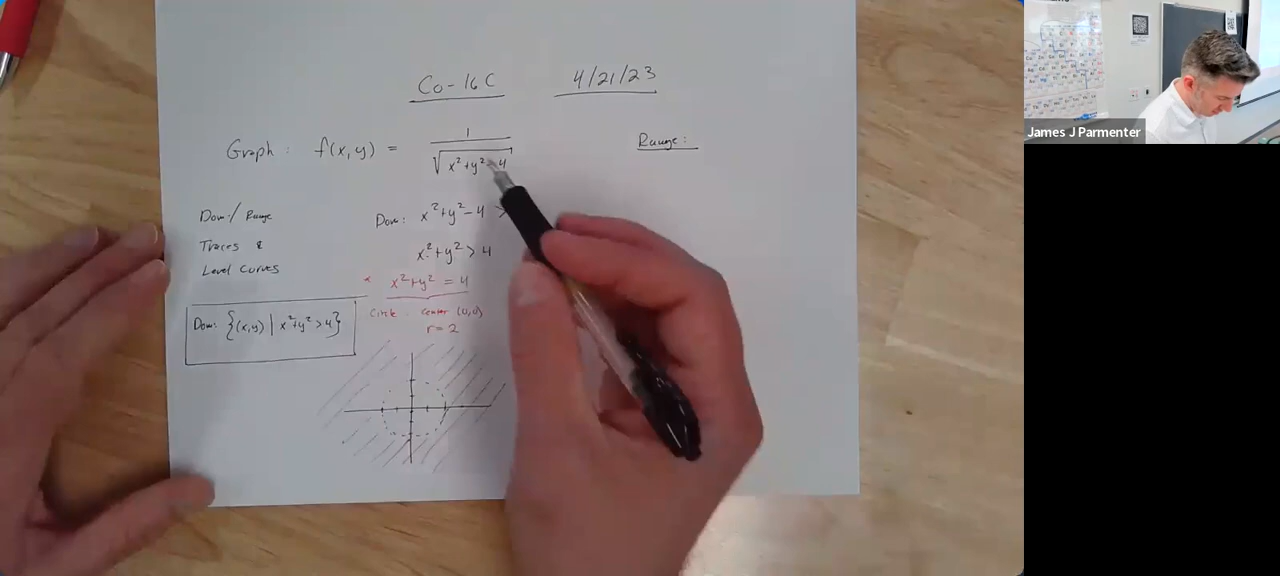 Co-16C 4/21/23
Graph: f(x,y) = 1/√(x²+y²-4)
Range:
Dom/Range
Traces &
Level Curves
Dom: x²+y²-4 >
x²+y² > 4
* x²+y² = 4
Circle: center (0,0)
r=2
Dom: {(x,y) | x²+y²>4}
James J Parmenter